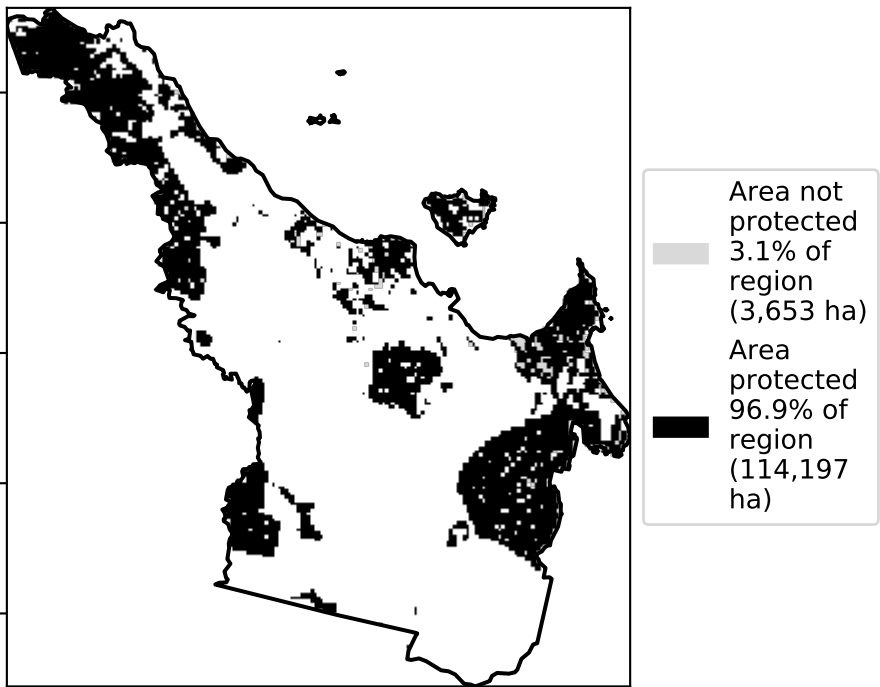 Area not
protected
3.1% of
region
(3,653 ha)
Area
protected
96.9% of
region
(114,197
ha)